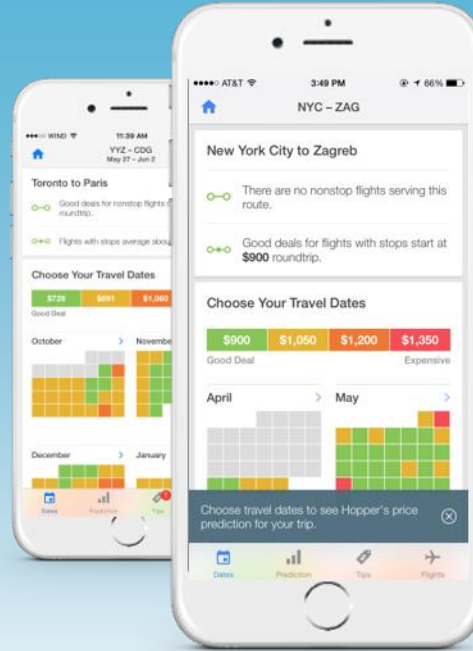 WIND
11:39 AM
YYZ – CDG
May 27 – Jun 2
Toronto to Paris
Good deals for nonstop flights
roundtrip.
Flights with stops average
Choose Your Travel Dates
$726 $891 $1,060
Good Deal
October
December January
Dates Prediction Tips
AT&T 3:49 PM 66%
NYC – ZAG
New York City to Zagreb
There are no nonstop flights serving this
route.
Good deals for flights with stops start at
$900 roundtrip.
Choose Your Travel Dates
$900 $1,050 $1,200 $1,350
Good Deal Expensive
April May
Choose travel dates to see Hopper's price
prediction for your trip.
Dates Prediction Tips Flights